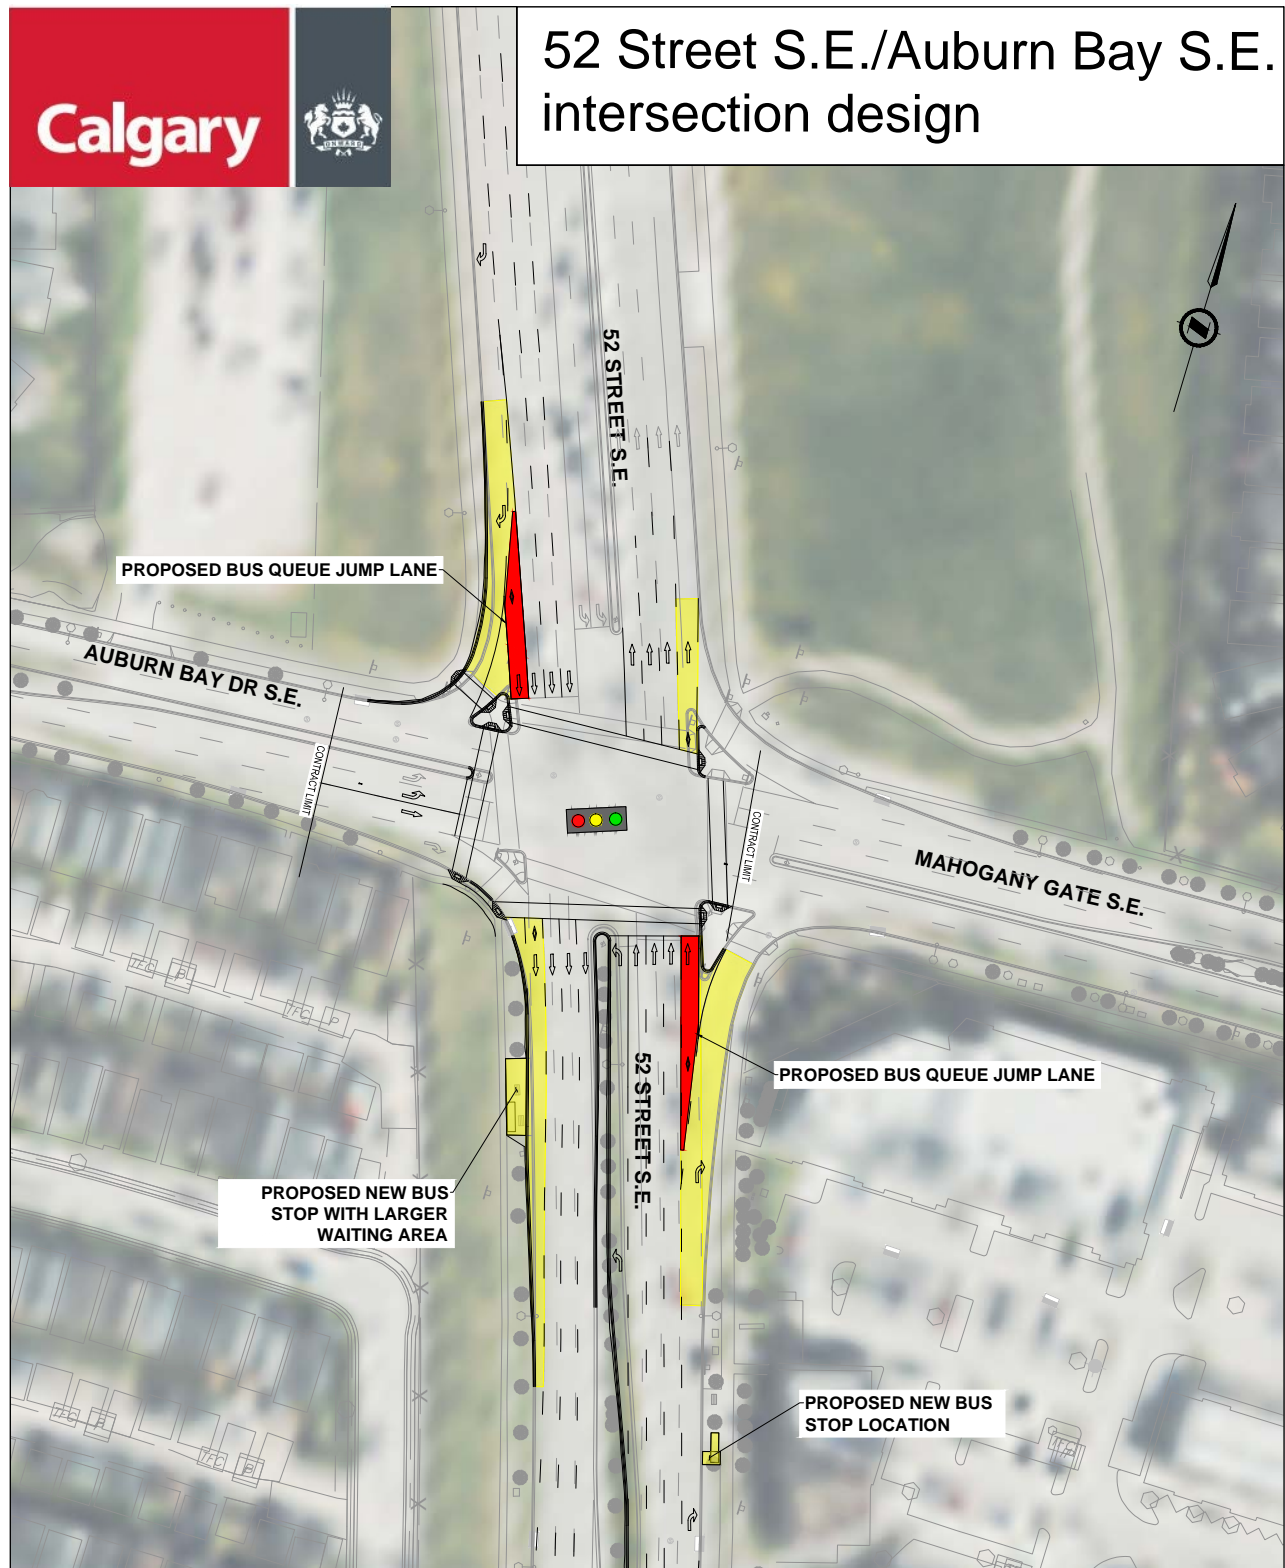 Calgary
ONWARD
52 Street S.E./Auburn Bay S.E.
intersection design
52 STREET S.E.
PROPOSED BUS QUEUE JUMP LANE
AUBURN BAY DR S.E.
CONTRACT LIMIT
CONTRACT LIMIT
MAHOGANY GATE S.E.
PROPOSED BUS QUEUE JUMP LANE
52 STREET S.E.
PROPOSED NEW BUS
STOP WITH LARGER
WAITING AREA
PROPOSED NEW BUS
STOP LOCATION